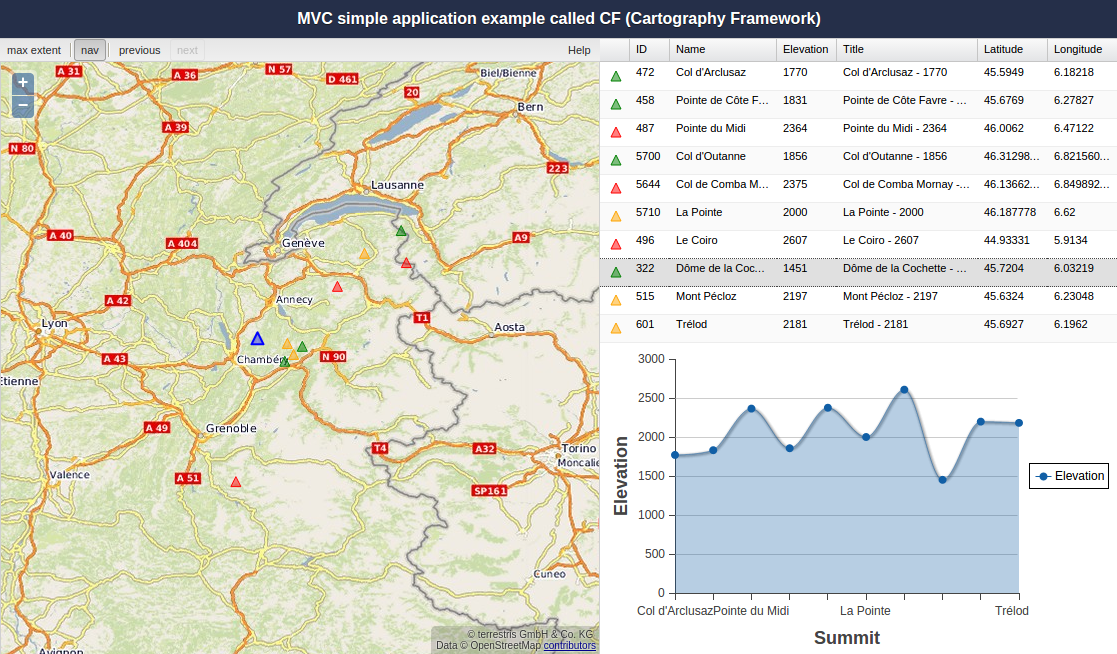 MVC simple application example called CF (Cartography Framework)
max extent nav previous next Help
+
−
A 31
A 36
N 57
D 461
Biel/Bienne
20
Bern
A 39
N 80
223
Lausanne
A 40
A 404
Genève
A9
Annecy
A 42
T1
Lyon
Aosta
A 43
Chambéry
N 90
Etienne
A 49
Grenoble
T4
A32
Torino
Moncalie
Valence
A 51
SP161
Cuneo
Avignon
© terrestris GmbH & Co. KG
Data © OpenStreetMap contributors
ID Name Elevation Title Latitude Longitude
472 Col d'Arclusaz 1770 Col d'Arclusaz - 1770 45.5949 6.18218
458 Pointe de Côte F... 1831 Pointe de Côte Favre - ... 45.6769 6.27827
487 Pointe du Midi 2364 Pointe du Midi - 2364 46.0062 6.47122
5700 Col d'Outanne 1856 Col d'Outanne - 1856 46.31298... 6.821560...
5644 Col de Comba M... 2375 Col de Comba Mornay -... 46.13662... 6.849892...
5710 La Pointe 2000 La Pointe - 2000 46.187778 6.62
496 Le Coiro 2607 Le Coiro - 2607 44.93331 5.9134
322 Dôme de la Coc... 1451 Dôme de la Cochette - ... 45.7204 6.03219
515 Mont Pécloz 2197 Mont Pécloz - 2197 45.6324 6.23048
601 Trélod 2181 Trélod - 2181 45.6927 6.1962
3000
2500
2000
1500
1000
500
0
Elevation
Elevation
Col d'Arclusaz Pointe du Midi La Pointe Trélod
Summit